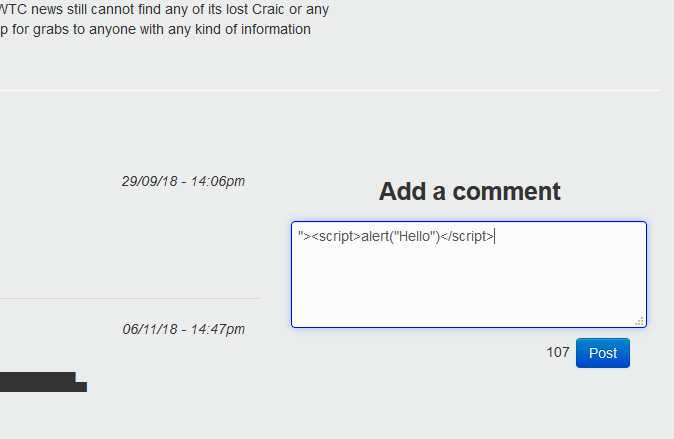 WTC news still cannot find any of its lost Craic or any
p for grabs to anyone with any kind of information
29/09/18 - 14:06pm
Add a comment
"><script>alert("Hello")</script>
06/11/18 - 14:47pm
107 Post